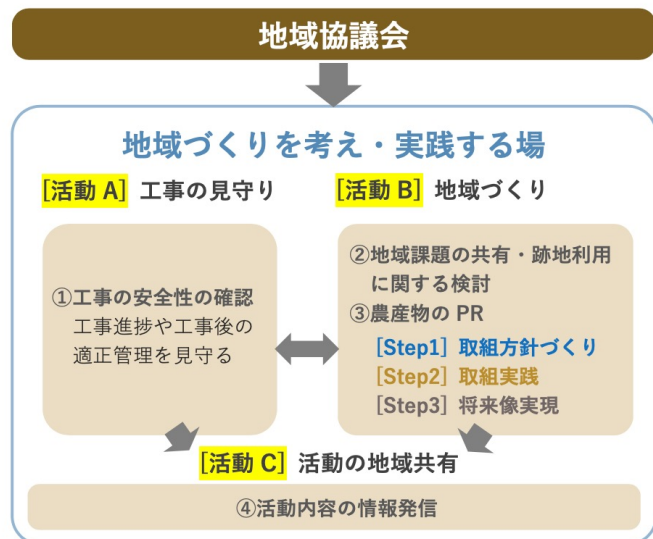 地域協議会
地域づくりを考え・実践する場
[活動 A] 工事の見守り
[活動 B] 地域づくり
①工事の安全性の確認
工事進捗や工事後の
適正管理を見守る
②地域課題の共有・跡地利用
に関する検討
③農産物の PR
[Step1] 取組方針づくり
[Step2] 取組実践
[Step3] 将来像実現
[活動 C] 活動の地域共有
④活動内容の情報発信